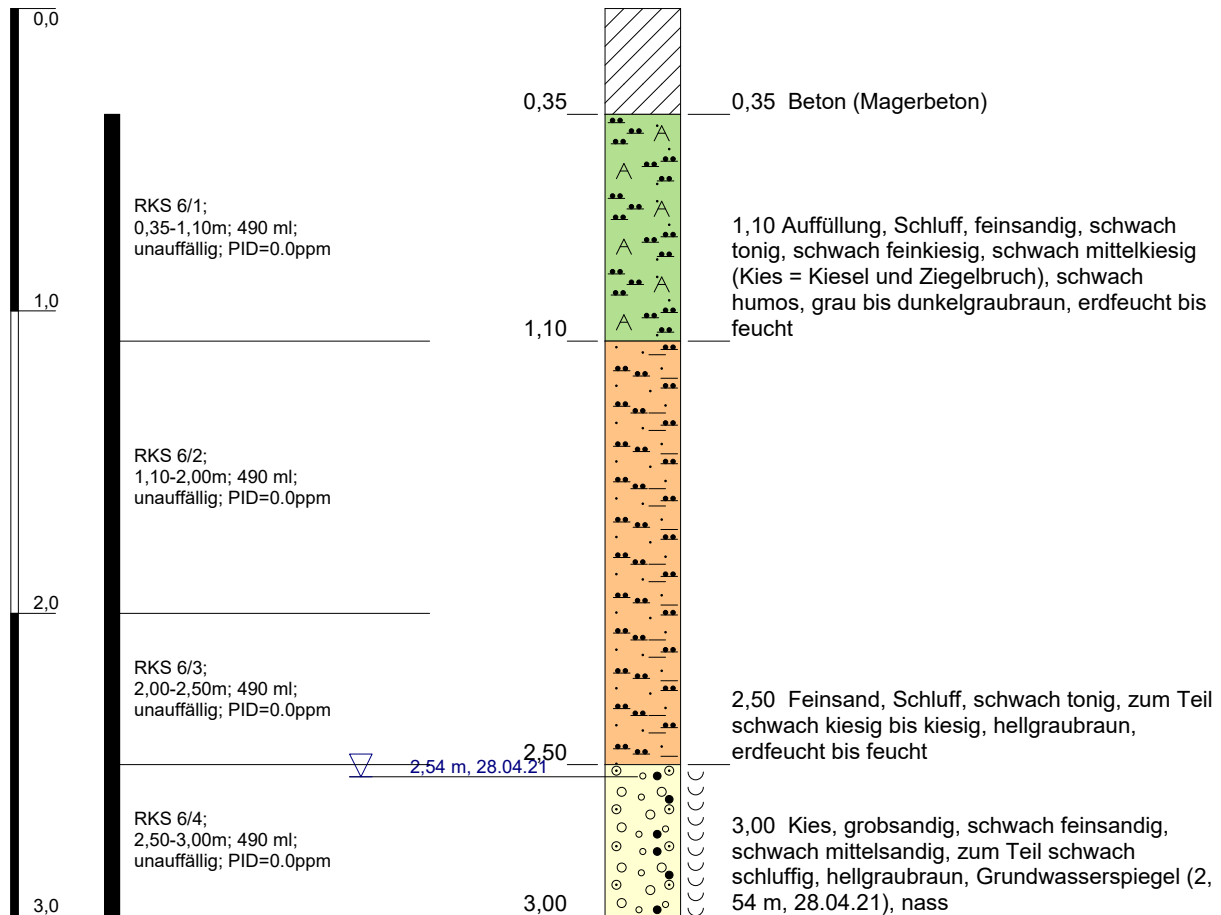 0,0
0,35
0,35 Beton (Magerbeton)
RKS 6/1;
0,35-1,10m; 490 ml;
unauffällig; PID=0.0ppm
1,10 Auffüllung, Schluff, feinsandig, schwach
tonig, schwach feinkiesig, schwach mittelkiesig
(Kies = Kiesel und Ziegelbruch), schwach
humos, grau bis dunkelgraubraun, erdfeucht bis
feucht
1,0
1,10
RKS 6/2;
1,10-2,00m; 490 ml;
unauffällig; PID=0.0ppm
2,0
RKS 6/3;
2,00-2,50m; 490 ml;
unauffällig; PID=0.0ppm
2,50 Feinsand, Schluff, schwach tonig, zum Teil
schwach kiesig bis kiesig, hellgraubraun,
erdfeucht bis feucht
2,50
2,54 m, 28.04.21
RKS 6/4;
2,50-3,00m; 490 ml;
unauffällig; PID=0.0ppm
3,00 Kies, grobsandig, schwach feinsandig,
schwach mittelsandig, zum Teil schwach
schluffig, hellgraubraun, Grundwasserspiegel (2,
54 m, 28.04.21), nass
3,0
3,00